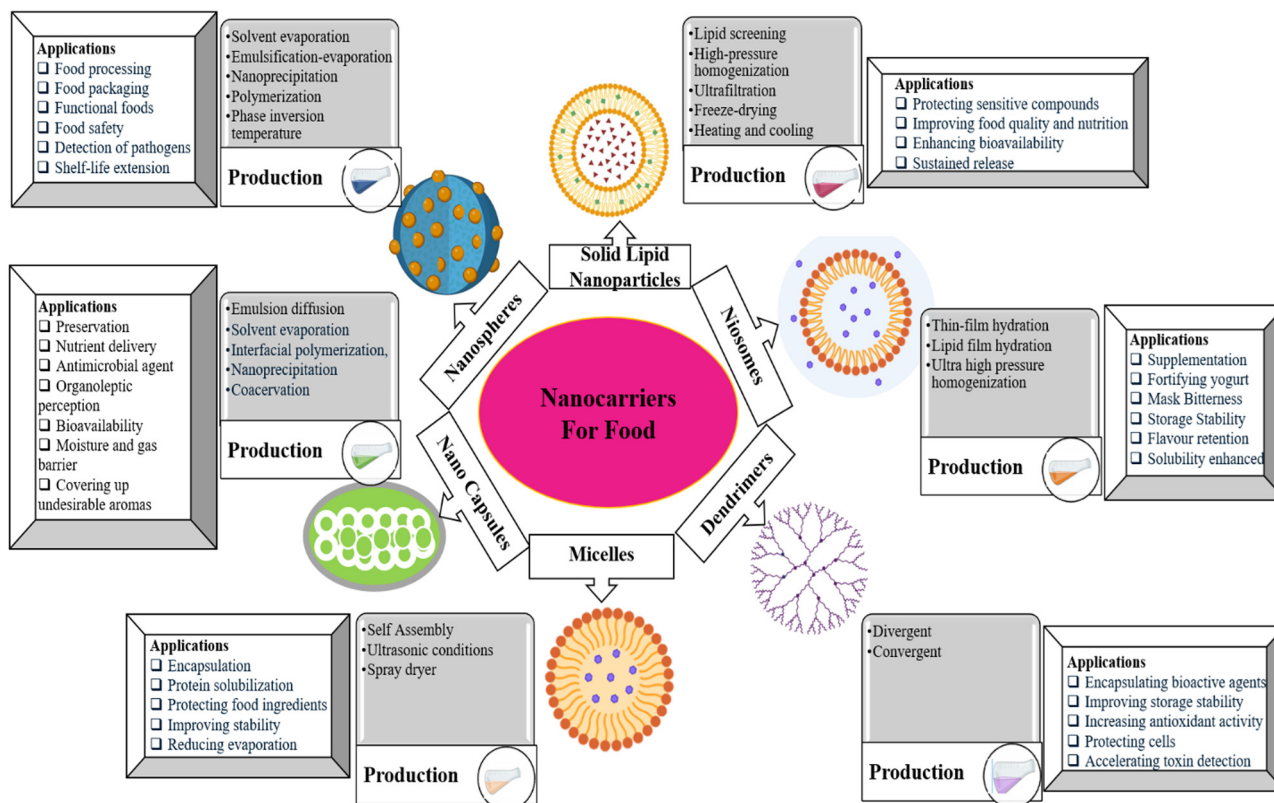 Applications
❑ Food processing
❑ Food packaging
❑ Functional foods
❑ Food safety
❑ Detection of pathogens
❑ Shelf-life extension
•Solvent evaporation
•Emulsification-evaporation
•Nanoprecipitation
•Polymerization
•Phase inversion
temperature
Production
•Lipid screening
•High-pressure
homogenization
•Ultrafiltration
•Freeze-drying
•Heating and cooling
Production
Applications
❑ Protecting sensitive compounds
❑ Improving food quality and nutrition
❑ Enhancing bioavailability
❑ Sustained release
Solid Lipid
Nanoparticles
Nanospheres
Niosomes
Nanocarriers
For Food
Nano Capsules
Dendrimers
Micelles
Applications
❑ Preservation
❑ Nutrient delivery
❑ Antimicrobial agent
❑ Organoleptic
perception
❑ Bioavailability
❑ Moisture and gas
barrier
❑ Covering up
undesirable aromas
•Emulsion diffusion
•Solvent evaporation
•Interfacial polymerization,
•Nanoprecipitation
•Coacervation
Production
•Thin-film hydration
•Lipid film hydration
•Ultra high pressure
homogenization
Production
Applications
❑ Supplementation
❑ Fortifying yogurt
❑ Mask Bitterness
❑ Storage Stability
❑ Flavour retention
❑ Solubility enhanced
Applications
❑ Encapsulation
❑ Protein solubilization
❑ Protecting food ingredients
❑ Improving stability
❑ Reducing evaporation
•Self Assembly
•Ultrasonic conditions
•Spray dryer
Production
•Divergent
•Convergent
Production
Applications
❑ Encapsulating bioactive agents
❑ Improving storage stability
❑ Increasing antioxidant activity
❑ Protecting cells
❑ Accelerating toxin detection